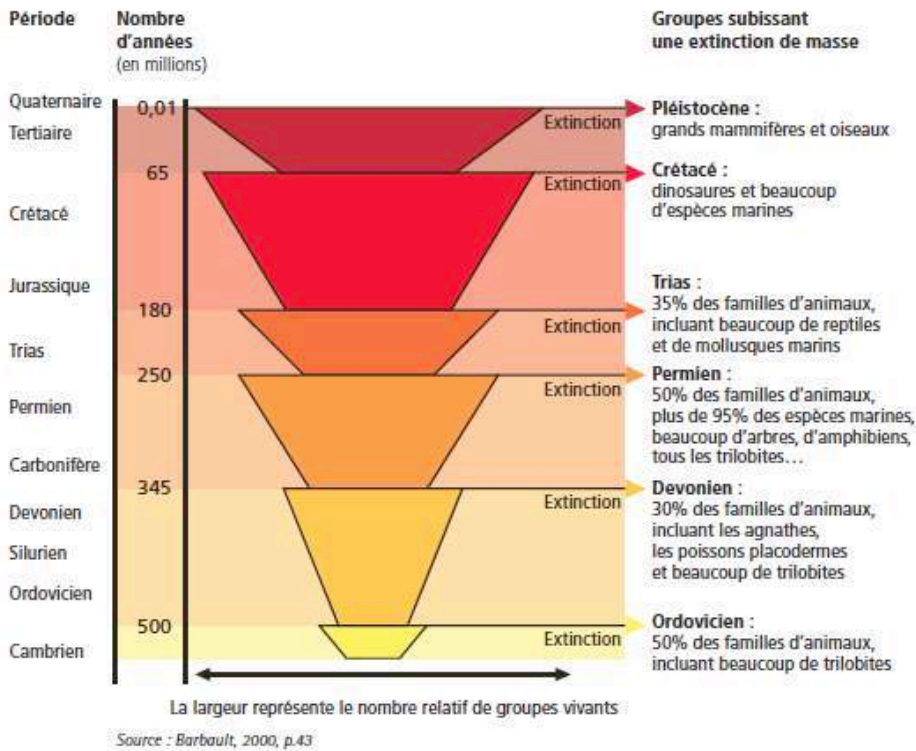 Période
Nombre
d'années
(en millions)
Groupes subissant
une extinction de masse
Quaternaire
Tertiaire
Crétacé
Jurassique
Trias
Permien
Carbonifère
Devonien
Silurien
Ordovicien
Cambrien
0,01
65
180
250
345
500
Extinction
Extinction
Extinction
Extinction
Extinction
Extinction
Pléistocène :
grands mammifères et oiseaux
Crétacé :
dinosaures et beaucoup
d'espèces marines
Trias :
35% des familles d'animaux,
incluant beaucoup de reptiles
et de mollusques marins
Permien :
50% des familles d'animaux,
plus de 95% des espèces marines,
beaucoup d'arbres, d'amphibiens,
tous les trilobites...
Devonien :
30% des familles d'animaux,
incluant les agnathes,
les poissons placodermes
et beaucoup de trilobites
Ordovicien :
50% des familles d'animaux,
incluant beaucoup de trilobites
La largeur représente le nombre relatif de groupes vivants
Source : Barbault, 2000, p.43